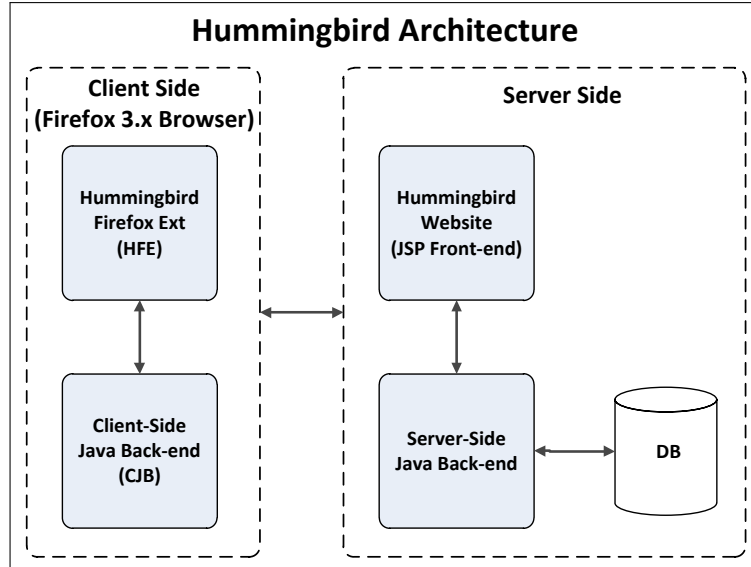 Hummingbird Architecture
Client Side
(Firefox 3.x Browser)
Hummingbird
Firefox Ext
(HFE)
Client-Side
Java Back-end
(CJB)
Server Side
Hummingbird
Website
(JSP Front-end)
Server-Side
Java Back-end
DB